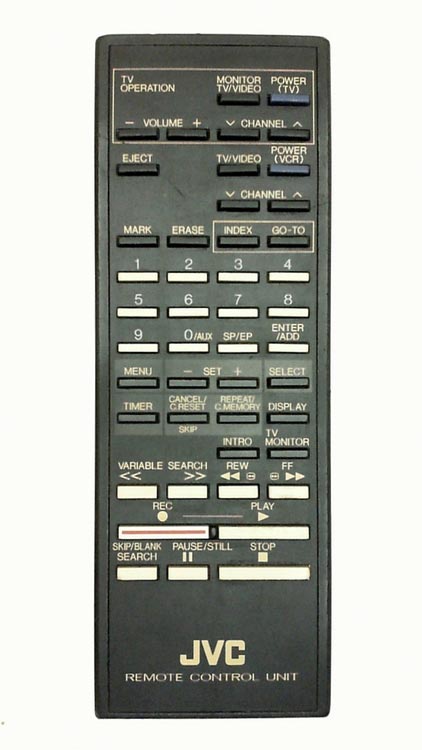 TV MONITOR POWER
OPERATION TV/VIDEO (TV)
− VOLUME + ∨ CHANNEL ∧
EJECT TV/VIDEO POWER
(VCR)
∨ CHANNEL ∧
MARK ERASE INDEX GO-TO
1 2 3 4
5 6 7 8
9 0/AUX SP/EP ENTER
/ADD
MENU − SET + SELECT
TIMER CANCEL/ REPEAT/ DISPLAY
C.RESET C.MEMORY
SKIP
INTRO TV
MONITOR
VARIABLE SEARCH REW FF
<< >> ◀◀ ▶▶
REC PLAY
● ▶
SKIP/BLANK PAUSE/STILL STOP
SEARCH ❚❚ ■
JVC
REMOTE CONTROL UNIT